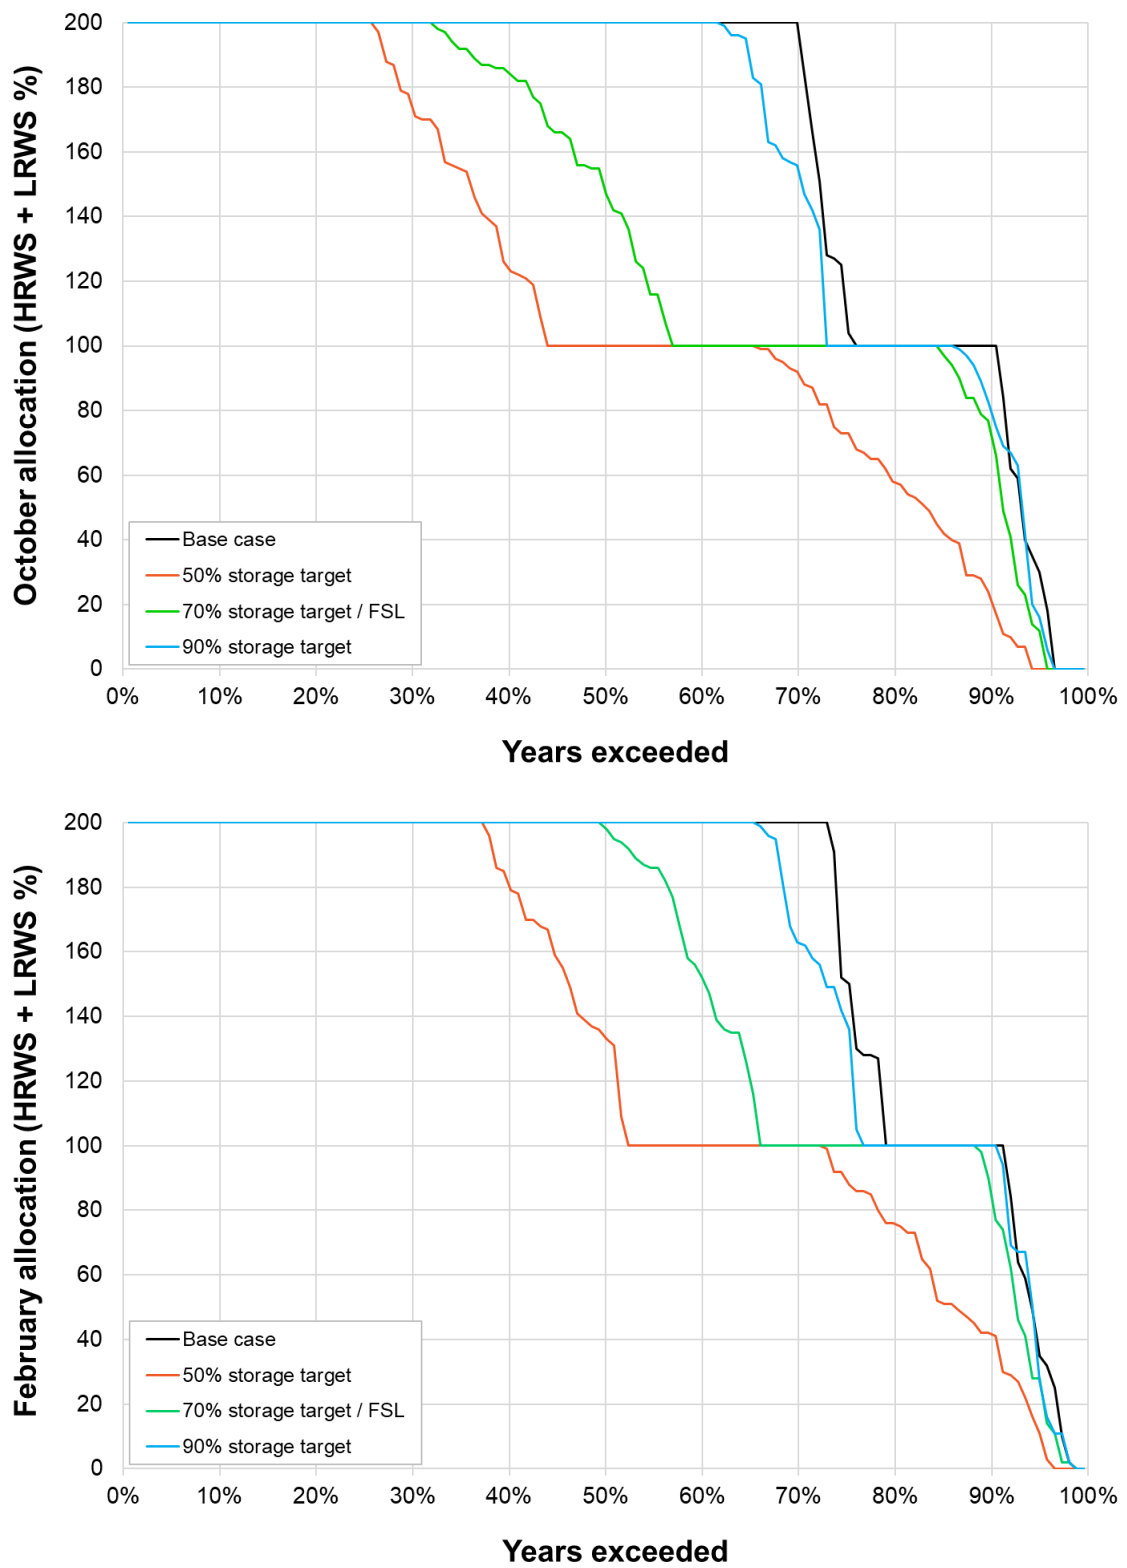 October allocation (HRWS + LRWS %)
200
180
160
140
120
100
80
60
40
20
0
Base case
50% storage target
70% storage target / FSL
90% storage target
0% 10% 20% 30% 40% 50% 60% 70% 80% 90% 100%
Years exceeded
February allocation (HRWS + LRWS %)
200
180
160
140
120
100
80
60
40
20
0
Base case
50% storage target
70% storage target / FSL
90% storage target
0% 10% 20% 30% 40% 50% 60% 70% 80% 90% 100%
Years exceeded